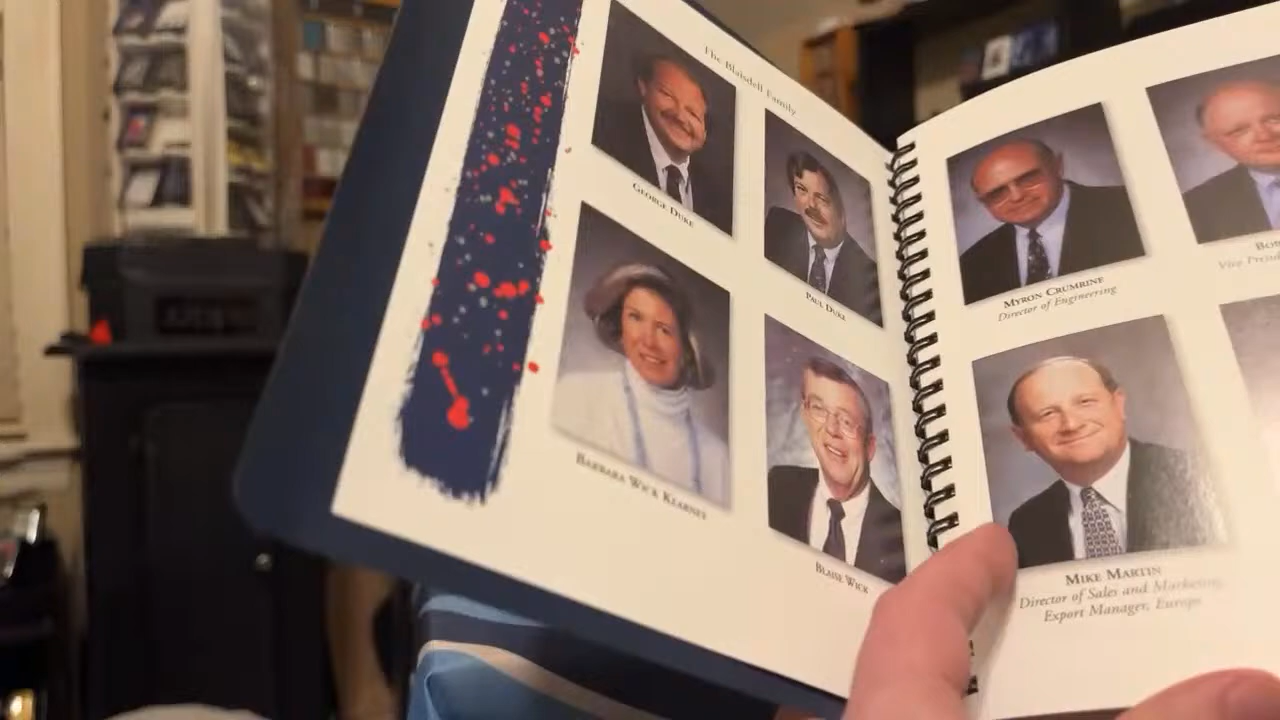 The Blaisdell Family
George Duke
Paul Duke
Barbara Wick Kearney
Blaise Wick
Myron Crumrine
Director of Engineering
Vice
Mike Martin
Director of Sales and Marketing,
Export Manager, Europe